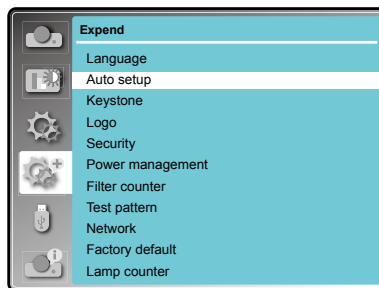 Expend
Language
Auto setup
Keystone
Logo
Security
Power management
Filter counter
Test pattern
Network
Factory default
Lamp counter